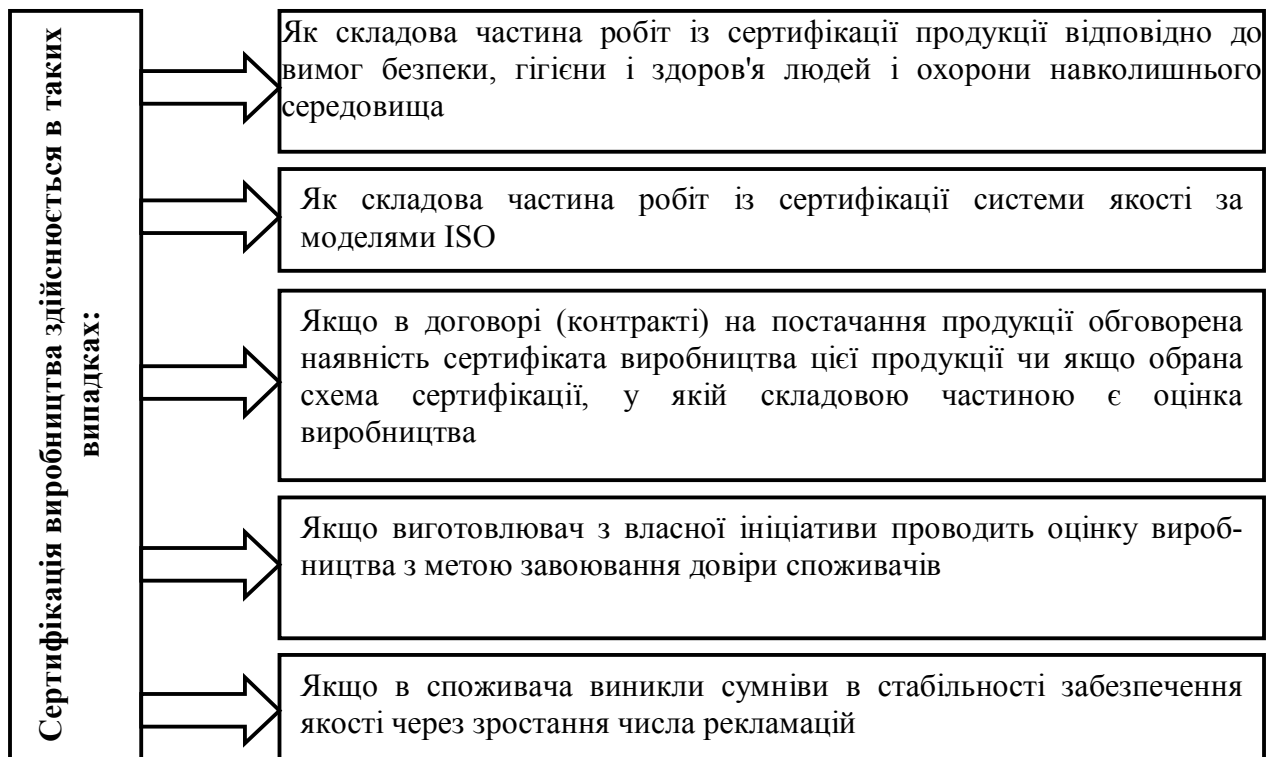 Сертифікація виробництва здійснюється в таких
випадках:
Як складова частина робіт із сертифікації продукції відповідно до
вимог безпеки, гігієни і здоров'я людей і охорони навколишнього
середовища
Як складова частина робіт із сертифікації системи якості за
моделями ISO
Якщо в договорі (контракті) на постачання продукції обговорена
наявність сертифіката виробництва цієї продукції чи якщо обрана
схема сертифікації, у якій складовою частиною є оцінка
виробництва
Якщо виготовлювач з власної ініціативи проводить оцінку вироб-
ництва з метою завоювання довіри споживачів
Якщо в споживача виникли сумніви в стабільності забезпечення
якості через зростання числа рекламацій